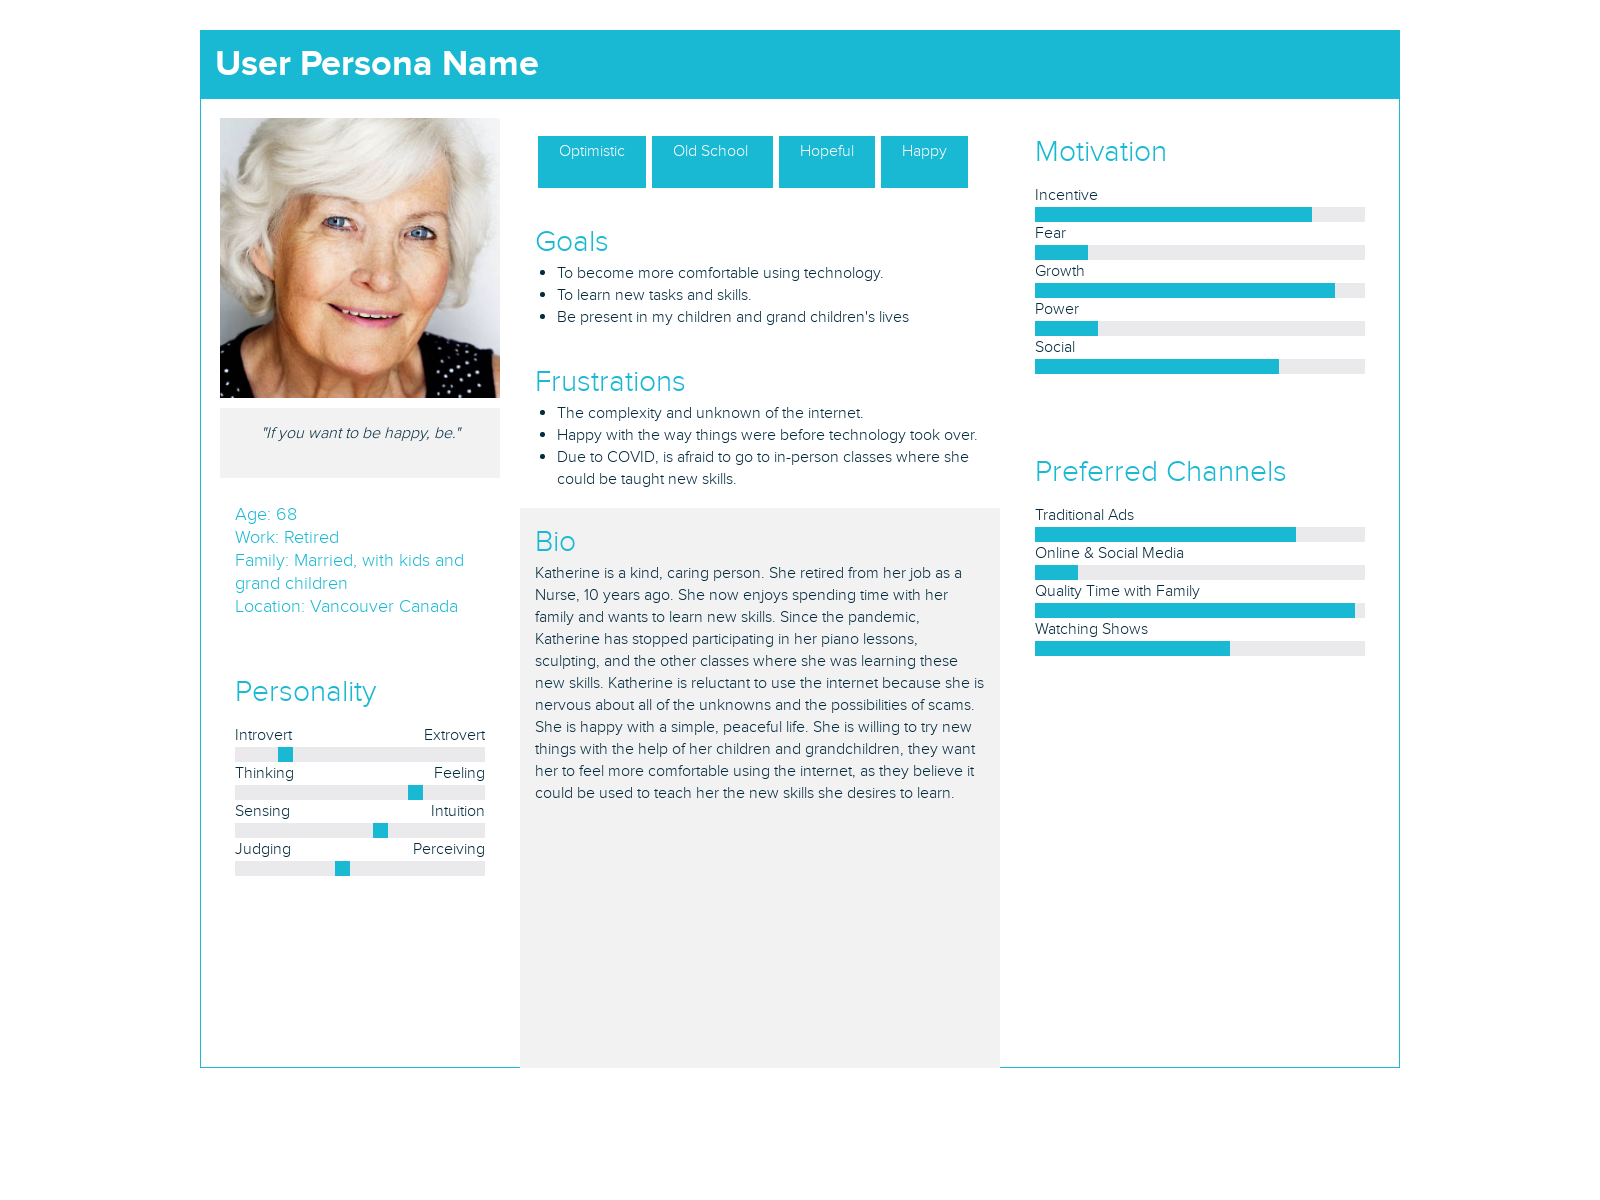 User Persona Name
"If you want to be happy, be."
Age: 68
Work: Retired
Family: Married, with kids and
grand children
Location: Vancouver Canada
Personality
Introvert Extrovert
Thinking Feeling
Sensing Intuition
Judging Perceiving
Optimistic Old School Hopeful Happy
Goals
• To become more comfortable using technology.
• To learn new tasks and skills.
• Be present in my children and grand children's lives
Frustrations
• The complexity and unknown of the internet.
• Happy with the way things were before technology took over.
• Due to COVID, is afraid to go to in-person classes where she
could be taught new skills.
Bio
Katherine is a kind, caring person. She retired from her job as a
Nurse, 10 years ago. She now enjoys spending time with her
family and wants to learn new skills. Since the pandemic,
Katherine has stopped participating in her piano lessons,
sculpting, and the other classes where she was learning these
new skills. Katherine is reluctant to use the internet because she is
nervous about all of the unknowns and the possibilities of scams.
She is happy with a simple, peaceful life. She is willing to try new
things with the help of her children and grandchildren, they want
her to feel more comfortable using the internet, as they believe it
could be used to teach her the new skills she desires to learn.
Motivation
Incentive
Fear
Growth
Power
Social
Preferred Channels
Traditional Ads
Online & Social Media
Quality Time with Family
Watching Shows